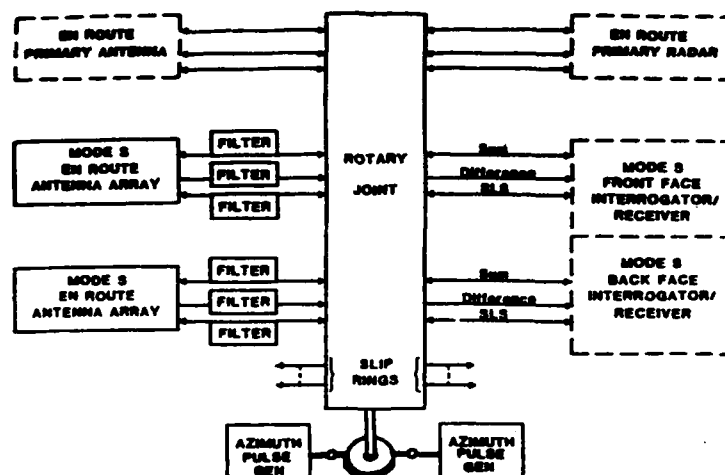 EN ROUTE
PRIMARY ANTENNA
EN ROUTE
PRIMARY RADAR
MODE S
EN ROUTE
ANTENNA ARRAY
FILTER
FILTER
FILTER
ROTARY
JOINT
Sum
Difference
SLS
MODE S
FRONT FACE
INTERROGATOR/
RECEIVER
MODE S
EN ROUTE
ANTENNA ARRAY
FILTER
FILTER
FILTER
Sum
Difference
SLS
MODE S
BACK FACE
INTERROGATOR/
RECEIVER
SLIP
RINGS
AZIMUTH
PULSE
GEN
AZIMUTH
PULSE
GEN